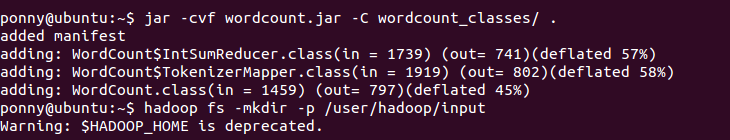 ponny@ubuntu:~$ jar -cvf wordcount.jar -C wordcount_classes/ .
added manifest
adding: WordCount$IntSumReducer.class(in = 1739) (out= 741)(deflated 57%)
adding: WordCount$TokenizerMapper.class(in = 1919) (out= 802)(deflated 58%)
adding: WordCount.class(in = 1459) (out= 797)(deflated 45%)
ponny@ubuntu:~$ hadoop fs -mkdir -p /user/hadoop/input
Warning: $HADOOP_HOME is deprecated.